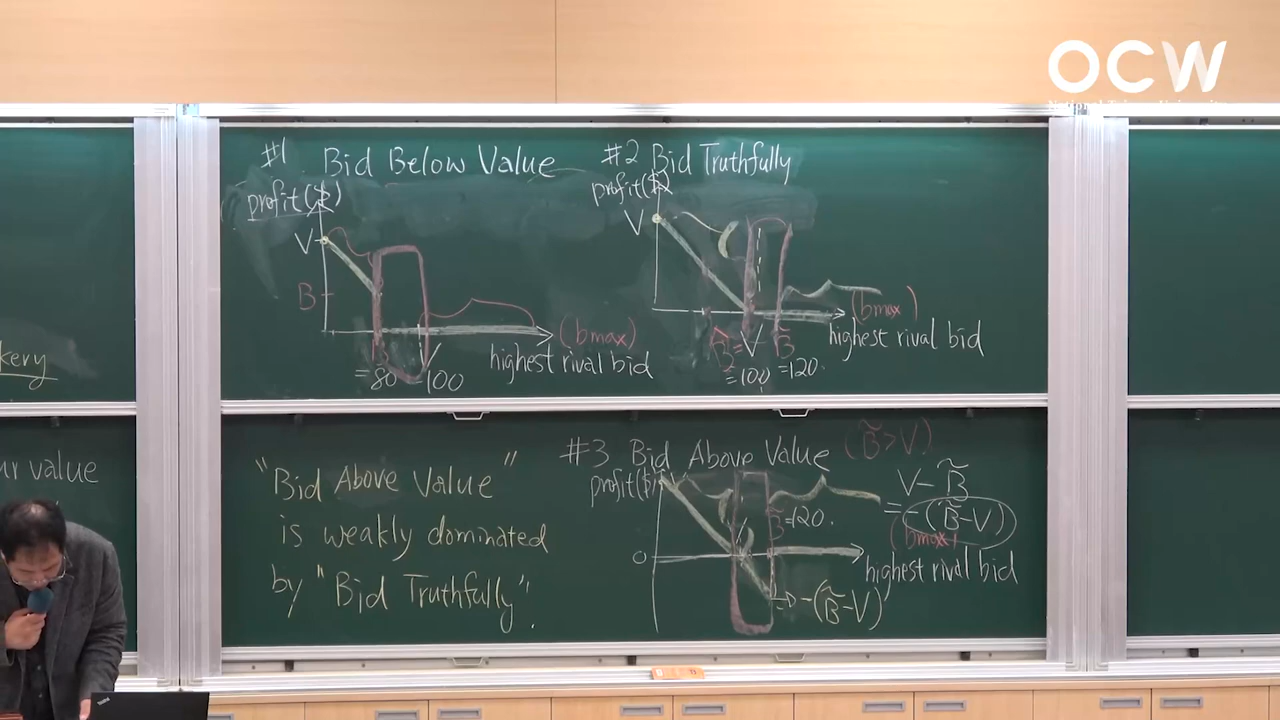 OCW
#1 Bid Below Value
profit($)
V
B
B
=80
V
=100
(bmax)
highest rival bid
#2 Bid Truthfully
V
V
=100
B̃
=120
(bmax)
highest rival bid
kery
ur value
"Bid Above Value"
is weakly dominated
by "Bid Truthfully".
#3 Bid Above Value (B̃>V)
profit($)
0
B̃
=120.
-(B̃-V)
V-B̃
=-(B̃-V)
(bmax)
highest rival bid